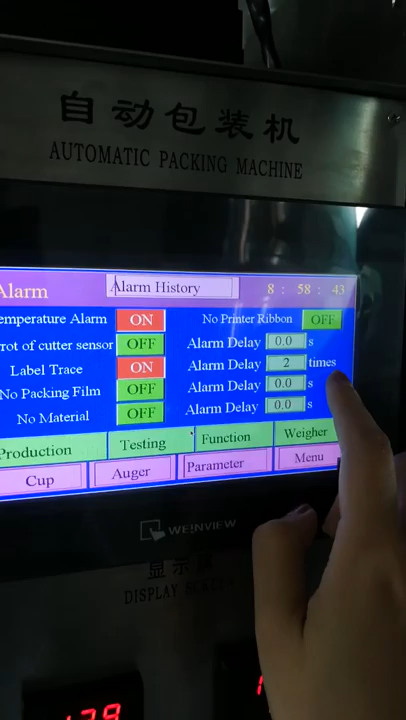 自动包装机
AUTOMATIC PACKING MACHINE
Alarm
Alarm History
8 : 58 : 43
emperature Alarm ON
No Printer Ribbon OFF
rot of cutter sensor OFF
Alarm Delay 0.0 s
Label Trace ON
Alarm Delay 2 times
No Packing Film OFF
Alarm Delay 0.0 s
No Material OFF
Alarm Delay 0.0 s
Production Testing Function Weigher
Cup Auger Parameter Menu
WEINVIEW
显示
DISPLAY